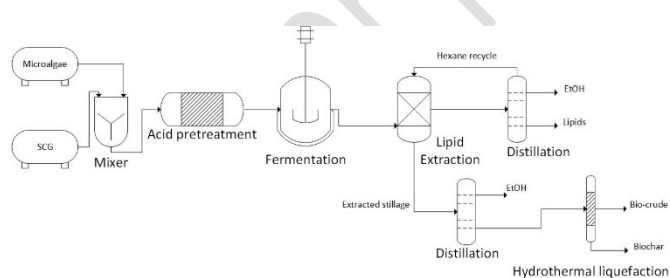 Microalgae
SCG
Mixer
Acid pretreatment
Fermentation
Hexane recycle
Lipid
Extraction
EtOH
Lipids
Distillation
Extracted stillage
EtOH
Distillation
Bio-crude
Biochar
Hydrothermal liquefaction